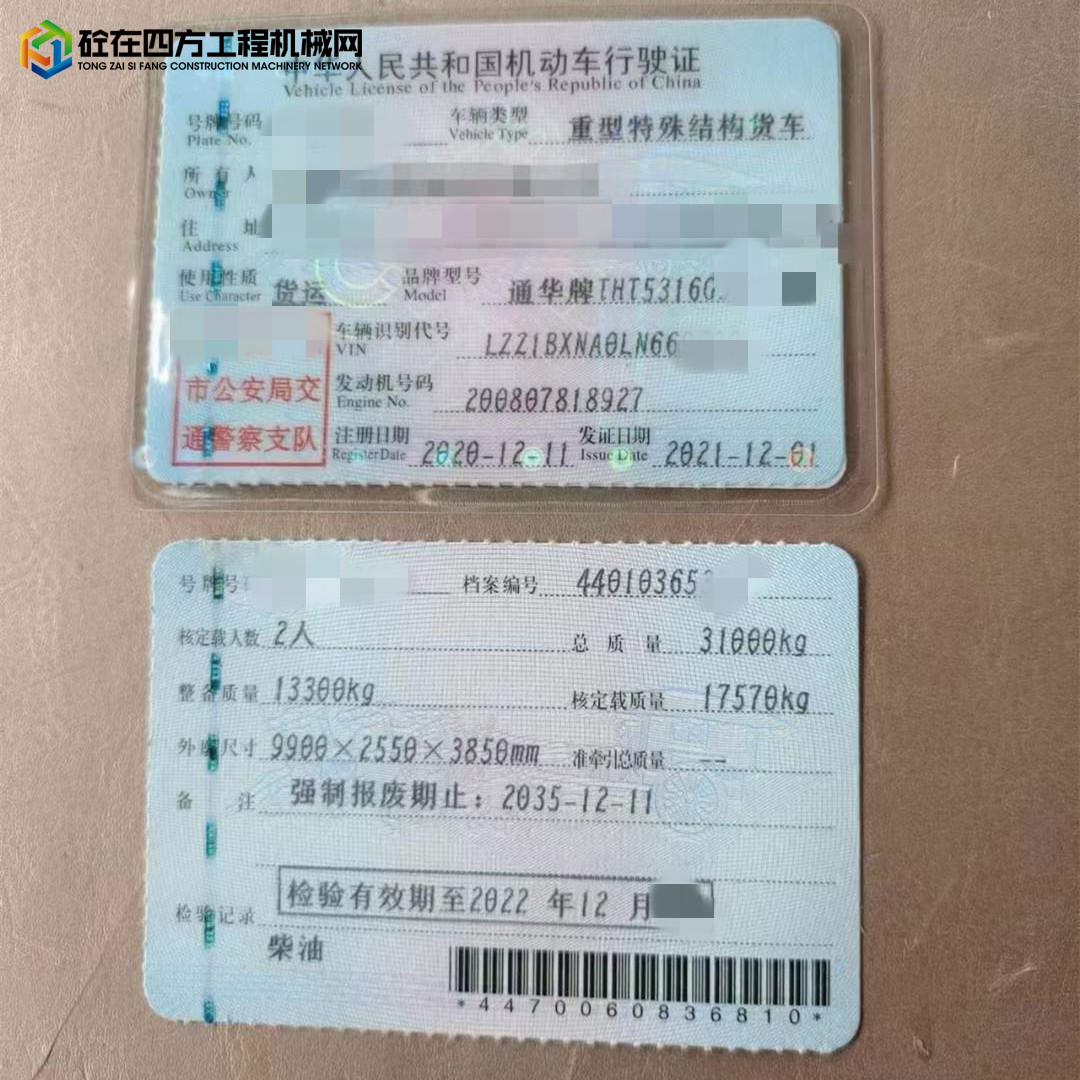 砼在四方工程机械网
TONG ZAI SI FANG CONSTRUCTION MACHINERY NETWORK
中华人民共和国机动车行驶证
Vehicle License of the People's Republic of China
号牌号码 车辆类型 重型特殊结构货车
Plate No. Vehicle Type
所有人
Owner
住址
Address
使用性质 货运 品牌型号 通华牌THT5316G
Use Character Model
车辆识别代号 LZZ1BXNA0LN66
VIN
市公安局交
通警察支队
发动机号码 200807818927
Engine No.
注册日期 2020-12-11 发证日期 2021-12-01
Register Date Issue Date
号牌号 档案编号 440103653
核定载人数 2人 总质量 31000kg
整备质量 13300kg 核定载质量 17570kg
外廓尺寸 9900×2550×3850mm 准牵引总质量 --
备注 强制报废期止：2035-12-11
检验记录 检验有效期至2022 年12 月
柴油
*4470060836810*